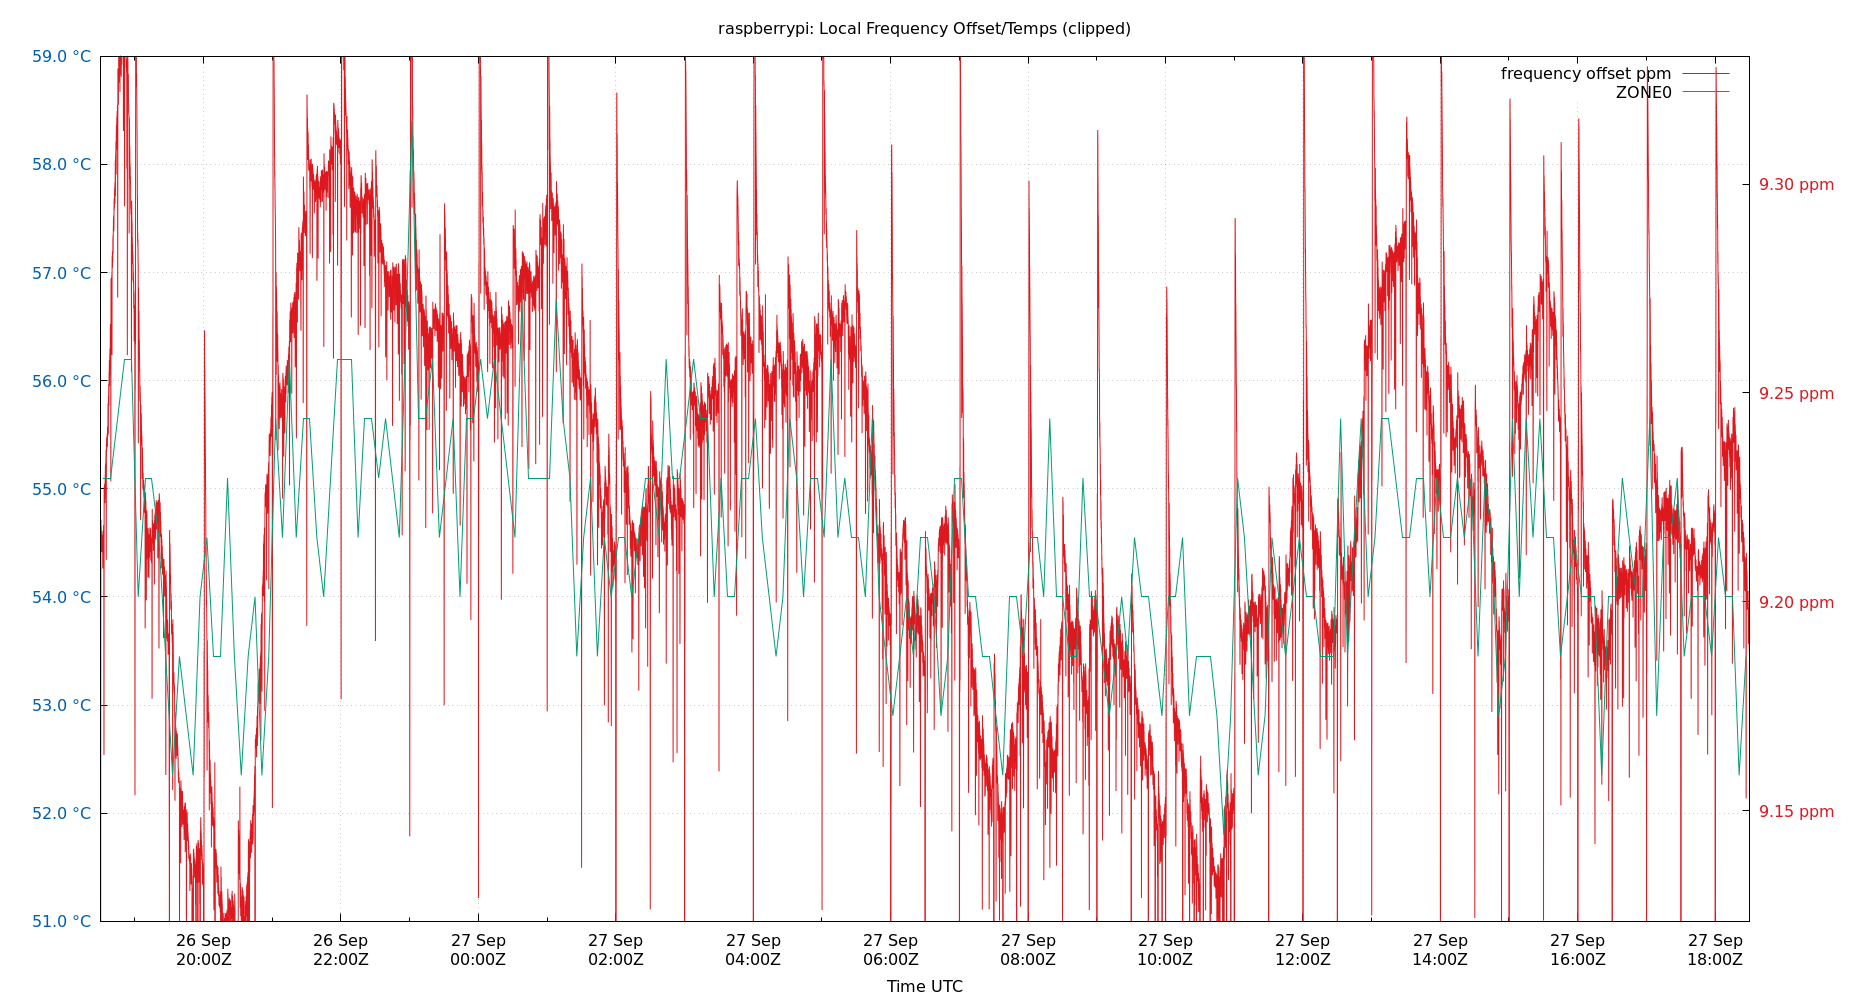 raspberrypi: Local Frequency Offset/Temps (clipped)
frequency offset ppm
ZONE0
59.0 °C
58.0 °C
57.0 °C
56.0 °C
55.0 °C
54.0 °C
53.0 °C
52.0 °C
51.0 °C
9.30 ppm
9.25 ppm
9.20 ppm
9.15 ppm
26 Sep 26 Sep 27 Sep 27 Sep 27 Sep 27 Sep 27 Sep 27 Sep 27 Sep 27 Sep 27 Sep 27 Sep
20:00Z 22:00Z 00:00Z 02:00Z 04:00Z 06:00Z 08:00Z 10:00Z 12:00Z 14:00Z 16:00Z 18:00Z
Time UTC